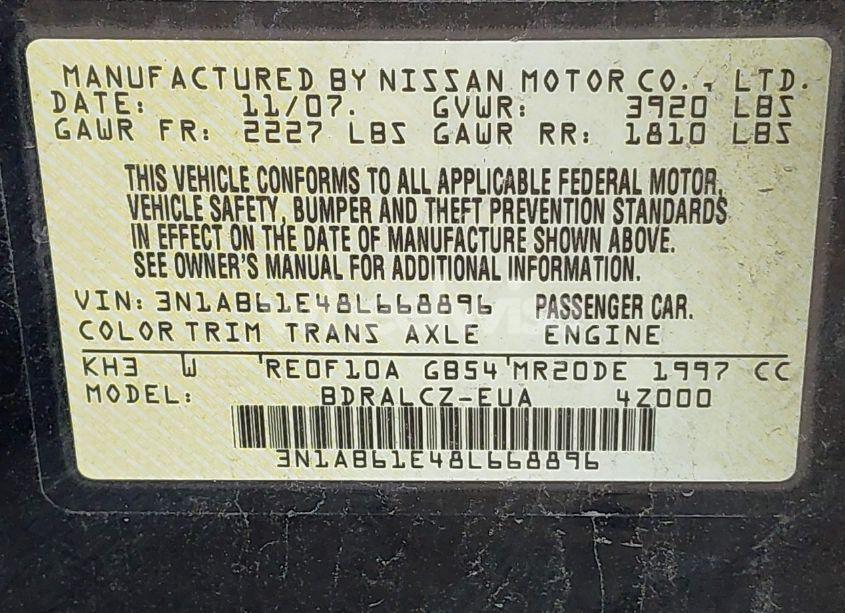 MANUFACTURED BY NISSAN MOTOR CO., LTD.
DATE: 11/07. GVWR: 3920 LBS
GAWR FR: 2227 LBS GAWR RR: 1810 LBS
THIS VEHICLE CONFORMS TO ALL APPLICABLE FEDERAL MOTOR,
VEHICLE SAFETY, BUMPER AND THEFT PREVENTION STANDARDS
IN EFFECT ON THE DATE OF MANUFACTURE SHOWN ABOVE.
SEE OWNER'S MANUAL FOR ADDITIONAL INFORMATION.
VIN: 3N1AB61E48L668896 PASSENGER CAR.
COLOR TRIM TRANS AXLE ENGINE
KH3 W RE0F10A GB54 MR20DE 1997 CC
MODEL: BDRALCZ-EUA 4Z000
3N1AB61E48L668896